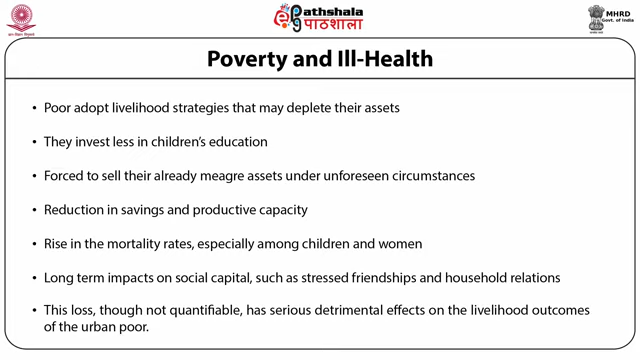 Pathshala
पाठशाला
MHRD
Govt. of India
Poverty and Ill-Health
• Poor adopt livelihood strategies that may deplete their assets
• They invest less in children's education
• Forced to sell their already meagre assets under unforeseen circumstances
• Reduction in savings and productive capacity
• Rise in the mortality rates, especially among children and women
• Long term impacts on social capital, such as stressed friendships and household relations
• This loss, though not quantifiable, has serious detrimental effects on the livelihood outcomes
of the urban poor.